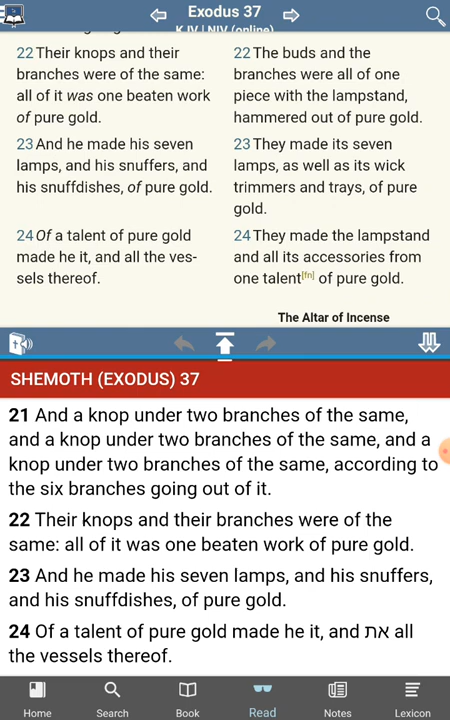 Exodus 37
KJV | NIV (online)
22 Their knops and their
branches were of the same:
all of it was one beaten work
of pure gold.
23 And he made his seven
lamps, and his snuffers, and
his snuffdishes, of pure gold.
24 Of a talent of pure gold
made he it, and all the ves-
sels thereof.
22 The buds and the
branches were all of one
piece with the lampstand,
hammered out of pure gold.
23 They made its seven
lamps, as well as its wick
trimmers and trays, of pure
gold.
24 They made the lampstand
and all its accessories from
one talent[fn] of pure gold.
The Altar of Incense
SHEMOTH (EXODUS) 37
21 And a knop under two branches of the same,
and a knop under two branches of the same, and a
knop under two branches of the same, according to
the six branches going out of it.
22 Their knops and their branches were of the
same: all of it was one beaten work of pure gold.
23 And he made his seven lamps, and his snuffers,
and his snuffdishes, of pure gold.
24 Of a talent of pure gold made he it, and את all
the vessels thereof.
Home
Search
Book
Read
Notes
Lexicon